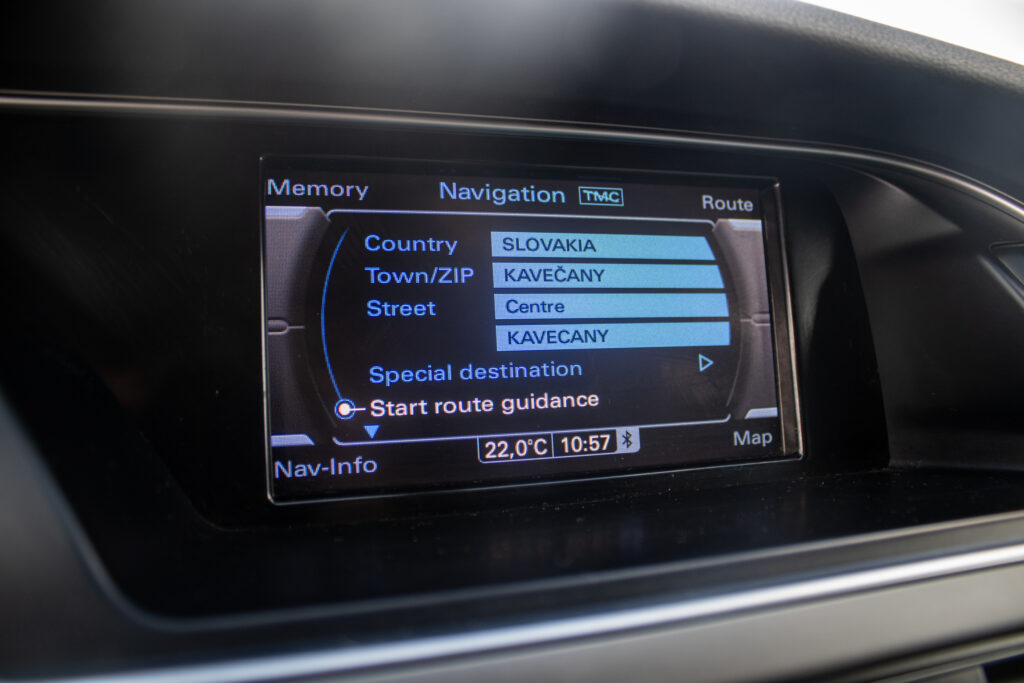 Memory Navigation TMC Route
Country SLOVAKIA
Town/ZIP KAVEČANY
Street Centre
KAVECANY
Special destination
Start route guidance
22,0°C 10:57
Nav-Info Map